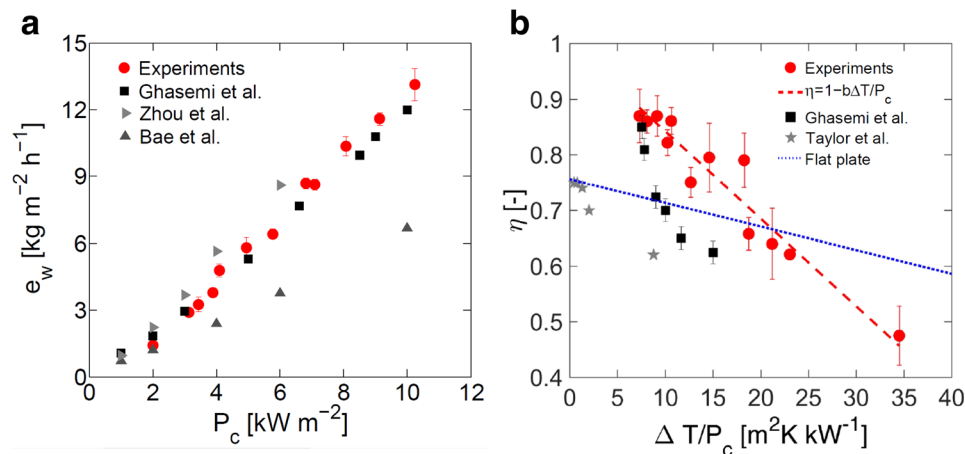 a
15
12
9
6
3
0
0 2 4 6 8 10 12
e_w [kg m⁻² h⁻¹]
P_c [kW m⁻²]
Experiments
Ghasemi et al.
Zhou et al.
Bae et al.
b
1
0.9
0.8
0.7
0.6
0.5
0.4
0 5 10 15 20 25 30 35 40
η [-]
Δ T/P_c [m²K kW⁻¹]
Experiments
η=1−bΔT/P_c
Ghasemi et al.
Taylor et al.
Flat plate